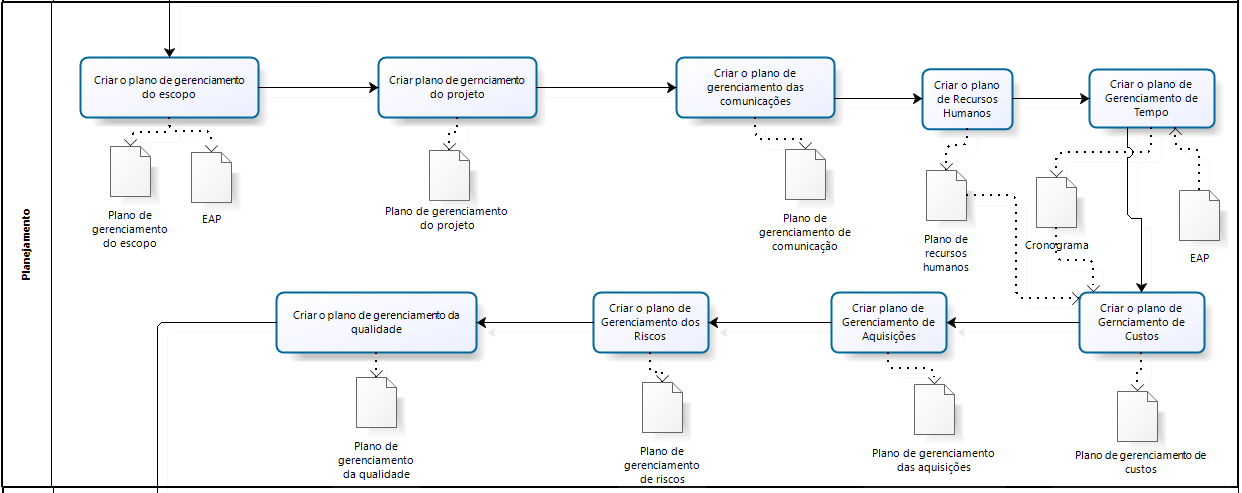 Planejamento
Criar o plano de gerenciamento
do escopo
Criar plano de gernciamento
do projeto
Criar o plano de
gerenciamento das
comunicações
Criar o plano
de Recursos
Humanos
Criar o plano de
Gerenciamento de
Tempo
Plano de
gerenciamento
do escopo
EAP
Plano de gerenciamento
do projeto
Plano de
gerenciamento de
comunicação
Plano de
recursos
humanos
Cronograma
EAP
Criar o plano de gerenciamento da
qualidade
Criar o plano de
Gerenciamento dos
Riscos
Criar plano de
Gerenciamento de
Aquisições
Criar o plano de
Gernciamento de
Custos
Plano de
gerenciamento
da qualidade
Plano de
gerenciamento
de riscos
Plano de gerenciamento
das aquisições
Plano de gerenciamento de
custos